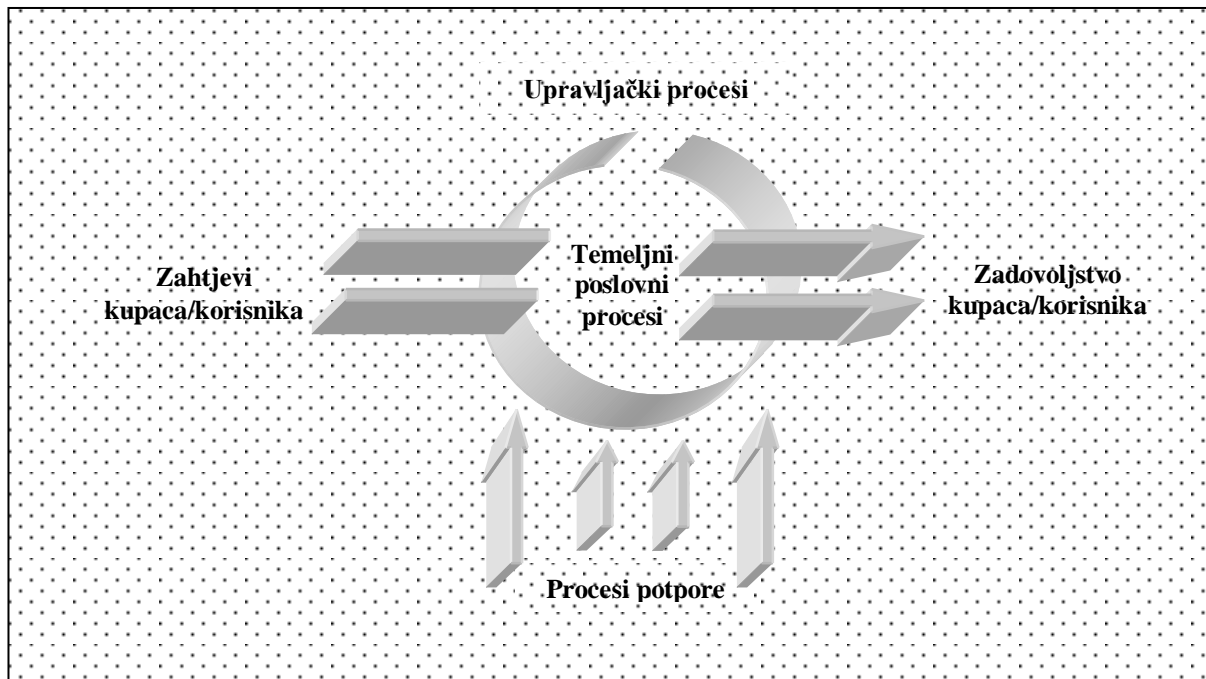 Upravljački procesi
Zahtjevi
kupaca/korisnika
Temeljni
poslovni
procesi
Zadovoljstvo
kupaca/korisnika
Procesi potpore